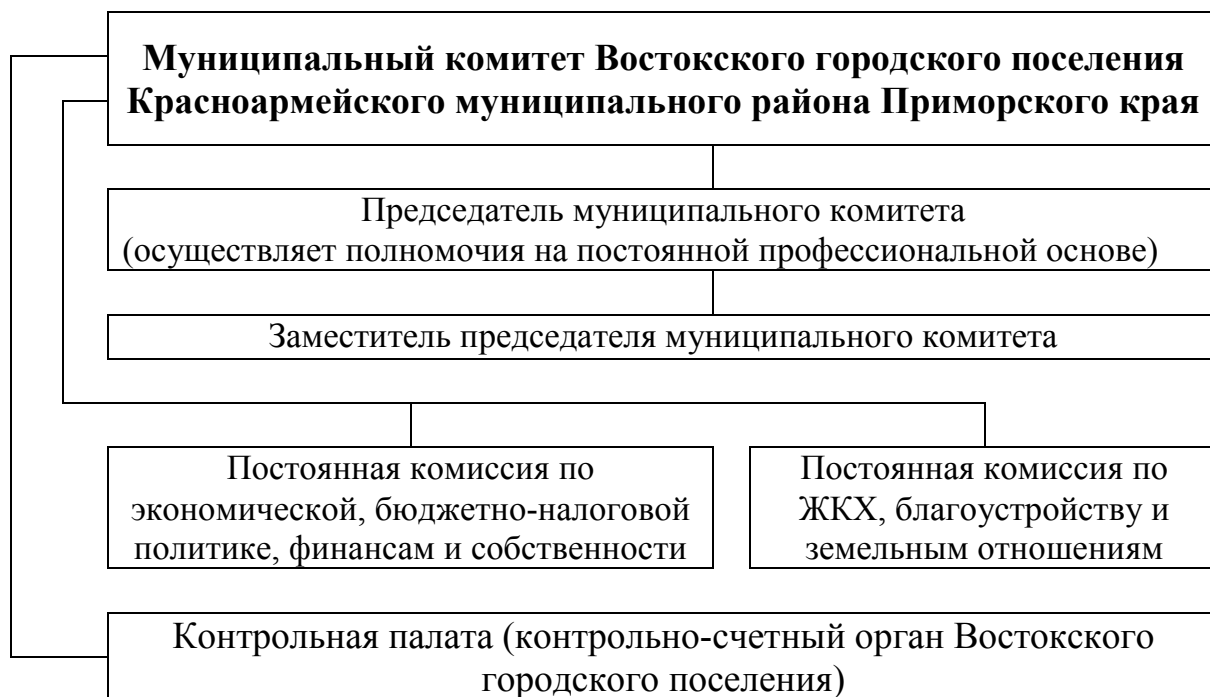 Муниципальный комитет Востокского городского поселения
Красноармейского муниципального района Приморского края
Председатель муниципального комитета
(осуществляет полномочия на постоянной профессиональной основе)
Заместитель председателя муниципального комитета
Постоянная комиссия по
экономической, бюджетно-налоговой
политике, финансам и собственности
Постоянная комиссия по
ЖКХ, благоустройству и
земельным отношениям
Контрольная палата (контрольно-счетный орган Востокского
городского поселения)